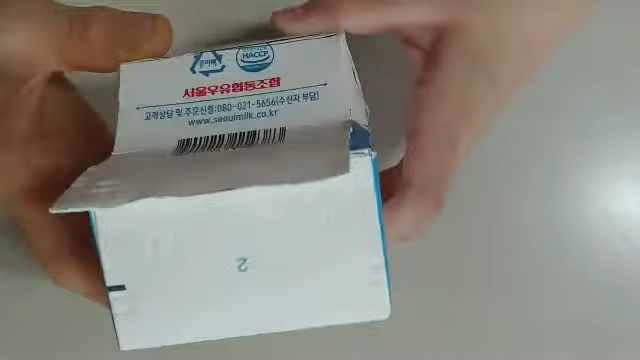 종이팩
HACCP
서울우유협동조합
고객상담 및 주문신청:080-021-5656(수신자 부담)
www.seoulmilk.co.kr
2